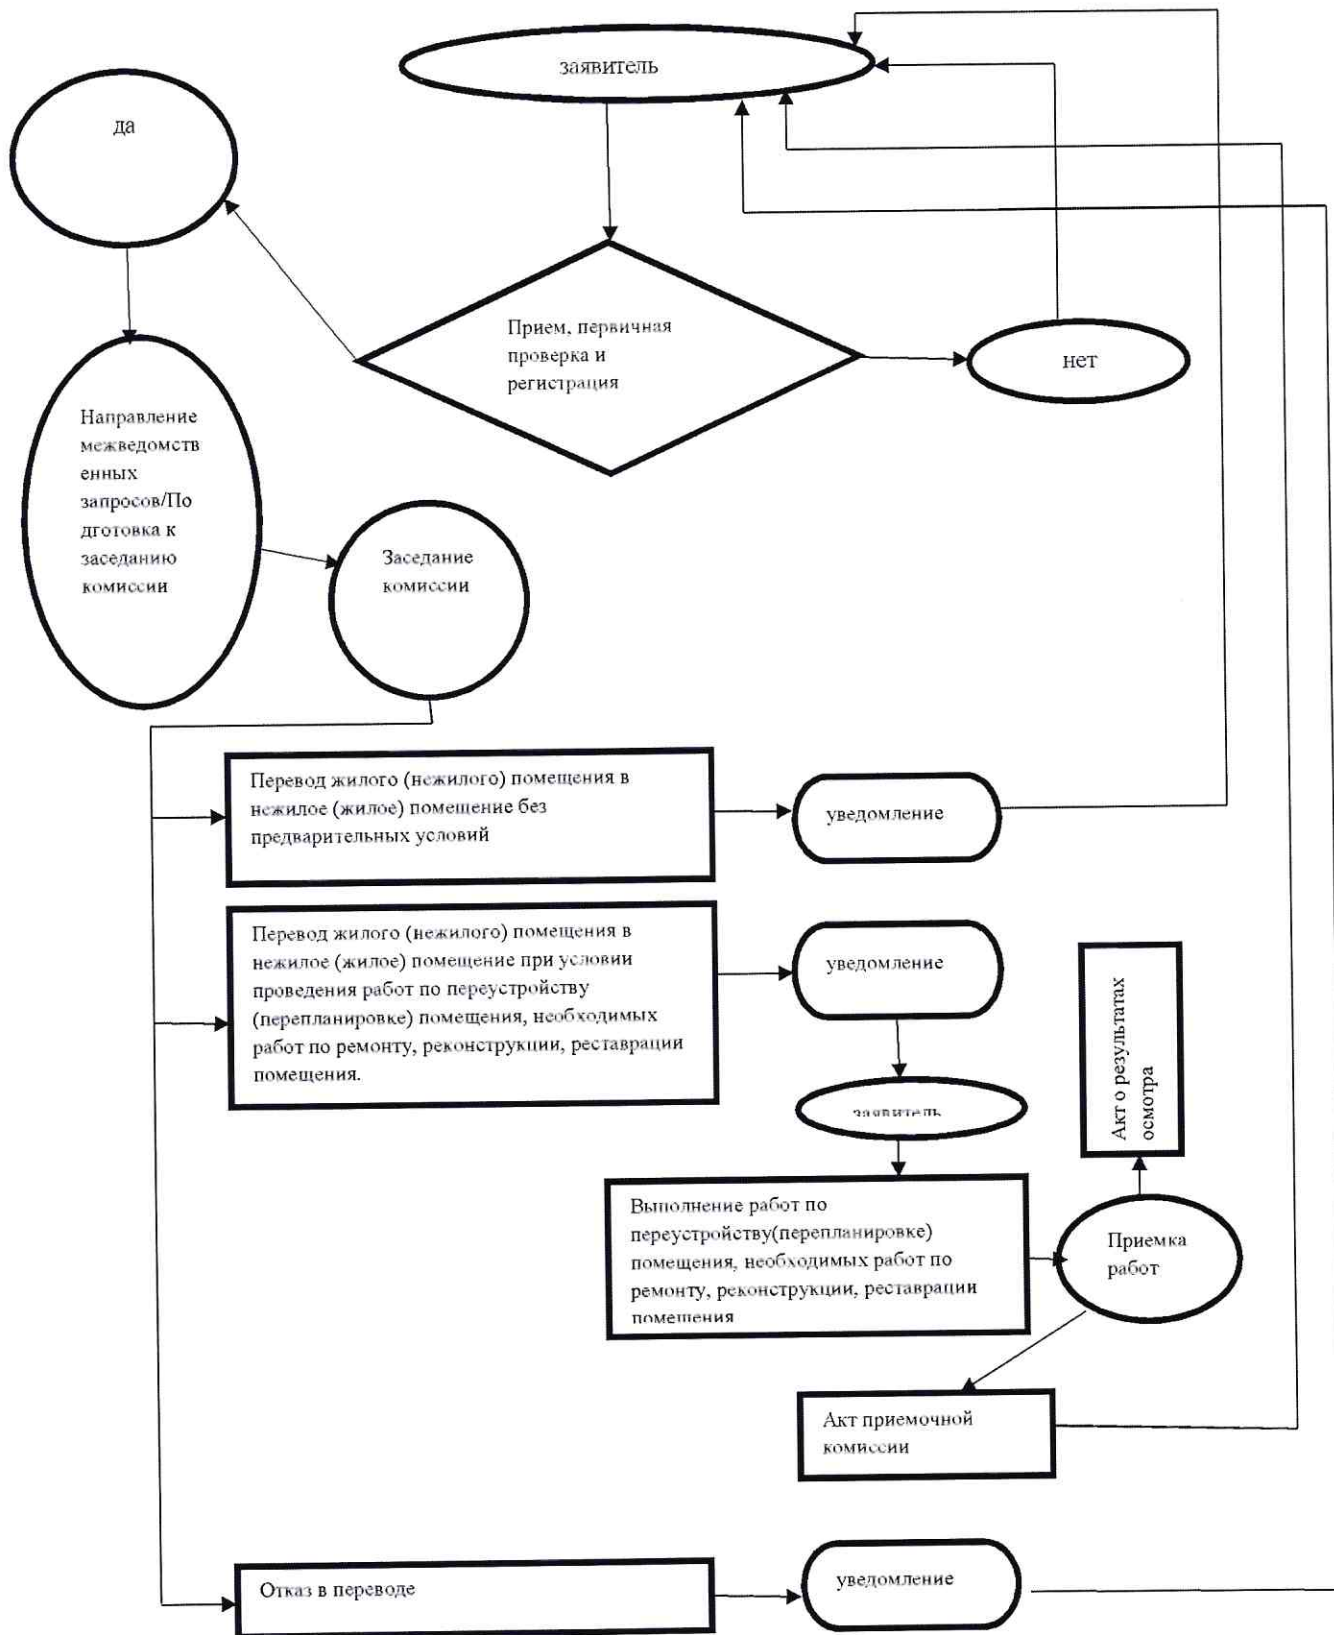 заявитель
да
Прием, первичная
проверка и
регистрация
нет
Направление
межведомств
енных
запросов/По
дготовка к
заседанию
комиссии
Заседание
комиссии
Перевод жилого (нежилого) помещения в
нежилое (жилое) помещение без
предварительных условий
уведомление
Перевод жилого (нежилого) помещения в
нежилое (жилое) помещение при условии
проведения работ по переустройству
(перепланировке) помещения, необходимых
работ по ремонту, реконструкции, реставрации
помещения.
уведомление
заявитель
Акт о результатах
осмотра
Выполнение работ по
переустройству(перепланировке)
помещения, необходимых работ по
ремонту, реконструкции, реставрации
помещения
Приемка
работ
Акт приемочной
комиссии
Отказ в переводе
уведомление